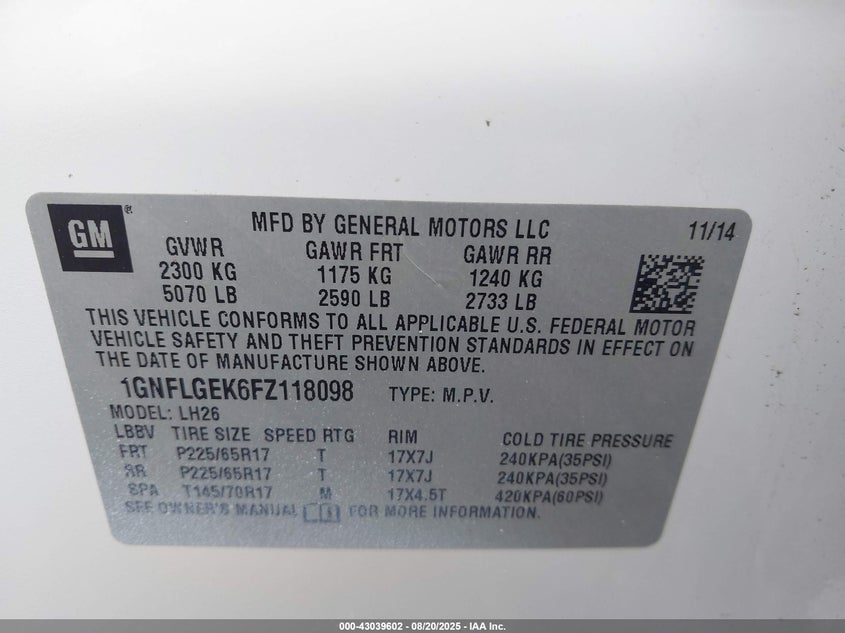 GM®
MFD BY GENERAL MOTORS LLC
11/14
GVWR GAWR FRT GAWR RR
2300 KG 1175 KG 1240 KG
5070 LB 2590 LB 2733 LB
THIS VEHICLE CONFORMS TO ALL APPLICABLE U.S. FEDERAL MOTOR
VEHICLE SAFETY AND THEFT PREVENTION STANDARDS IN EFFECT ON
THE DATE OF MANUFACTURE SHOWN ABOVE.
1GNFLGEK6FZ118098 TYPE: M.P.V.
MODEL: LH26
LBBV TIRE SIZE SPEED RTG RIM COLD TIRE PRESSURE
FRT P225/65R17 T 17X7J 240KPA(35PSI)
RR P225/65R17 T 17X7J 240KPA(35PSI)
SPA T145/70R17 M 17X4.5T 420KPA(60PSI)
SEE OWNER'S MANUAL FOR MORE INFORMATION.
000-43039602 - 08/20/2025 - IAA Inc.